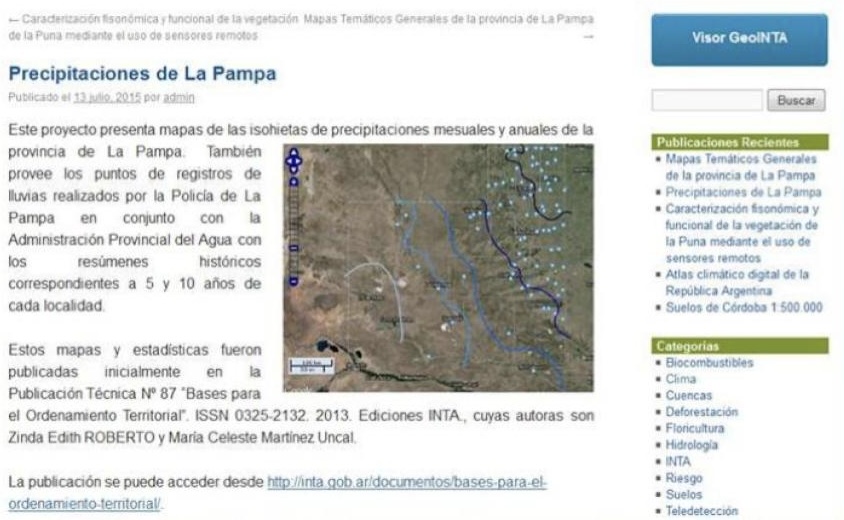 ← Caracterización fisonómica y funcional de la vegetación
de la Puna mediante el uso de sensores remotos
Mapas Temáticos Generales de la provincia de La Pampa
→
Precipitaciones de La Pampa
Publicado el 13 julio, 2015 por admin
Este proyecto presenta mapas de las isohietas de precipitaciones mesuales y anuales de la
provincia de La Pampa. También
provee los puntos de registros de
lluvias realizados por la Policía de La
Pampa en conjunto con la
Administración Provincial del Agua con
los resúmenes históricos
correspondientes a 5 y 10 años de
cada localidad.
Estos mapas y estadísticas fueron
publicadas inicialmente en la
Publicación Técnica Nº 87 "Bases para
el Ordenamiento Territorial". ISSN 0325-2132. 2013. Ediciones INTA., cuyas autoras son
Zinda Edith ROBERTO y María Celeste Martínez Uncal.
La publicación se puede acceder desde http://inta.gob.ar/documentos/bases-para-el-
ordenamiento-territorial/.
Visor GeoINTA
Buscar
Publicaciones Recientes
Mapas Temáticos Generales
de la provincia de La Pampa
Precipitaciones de La Pampa
Caracterización fisonómica y
funcional de la vegetación de
la Puna mediante el uso de
sensores remotos
Atlas climático digital de la
República Argentina
Suelos de Córdoba 1:500.000
Categorías
Biocombustibles
Clima
Cuencas
Deforestación
Floricultura
Hidrología
INTA
Riesgo
Suelos
Teledetección